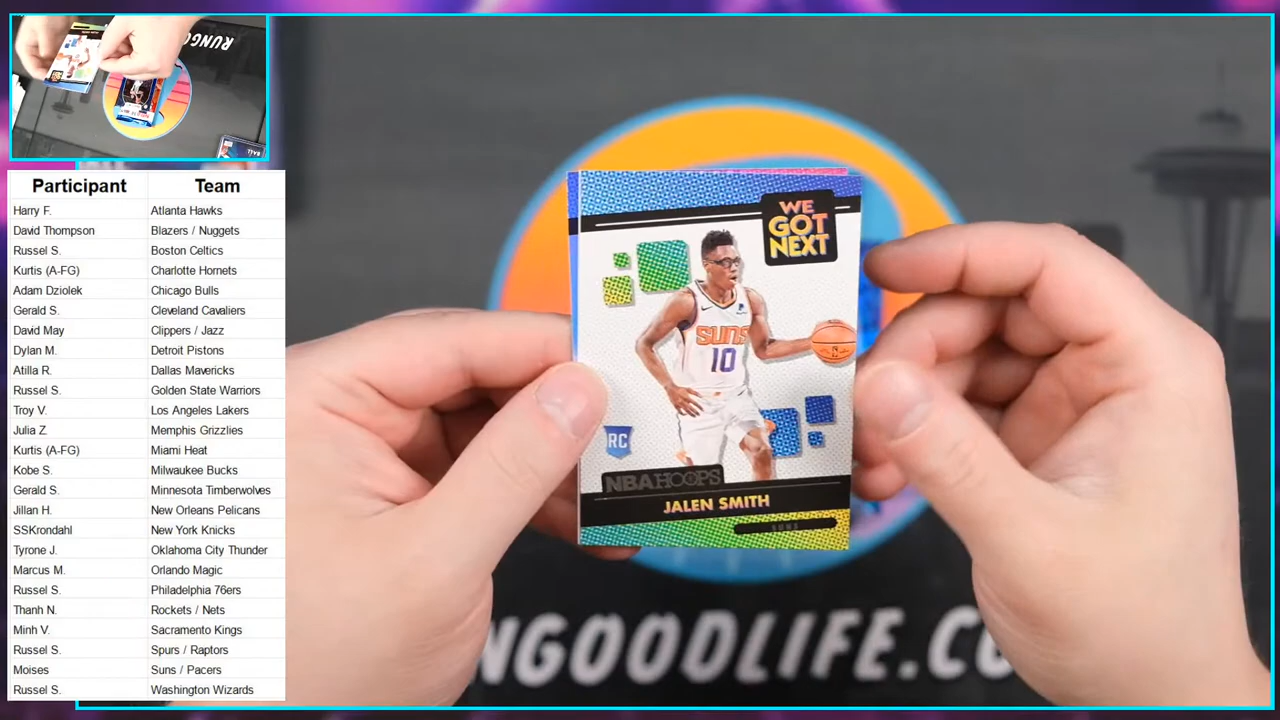 RUNGOOD
Participant Team
Harry F. Atlanta Hawks
David Thompson Blazers / Nuggets
Russel S. Boston Celtics
Kurtis (A-FG) Charlotte Hornets
Adam Dziolek Chicago Bulls
Gerald S. Cleveland Cavaliers
David May Clippers / Jazz
Dylan M. Detroit Pistons
Atilla R. Dallas Mavericks
Russel S. Golden State Warriors
Troy V. Los Angeles Lakers
Julia Z. Memphis Grizzlies
Kurtis (A-FG) Miami Heat
Kobe S. Milwaukee Bucks
Gerald S. Minnesota Timberwolves
Jillan H. New Orleans Pelicans
SSKrondahl New York Knicks
Tyrone J. Oklahoma City Thunder
Marcus M. Orlando Magic
Russel S. Philadelphia 76ers
Thanh N. Rockets / Nets
Minh V. Sacramento Kings
Russel S. Spurs / Raptors
Moises Suns / Pacers
Russel S. Washington Wizards
WE
GOT
NEXT
SUNS
10
RC
NBA HOOPS
JALEN SMITH
SUNS
NGOODLIFE.CO